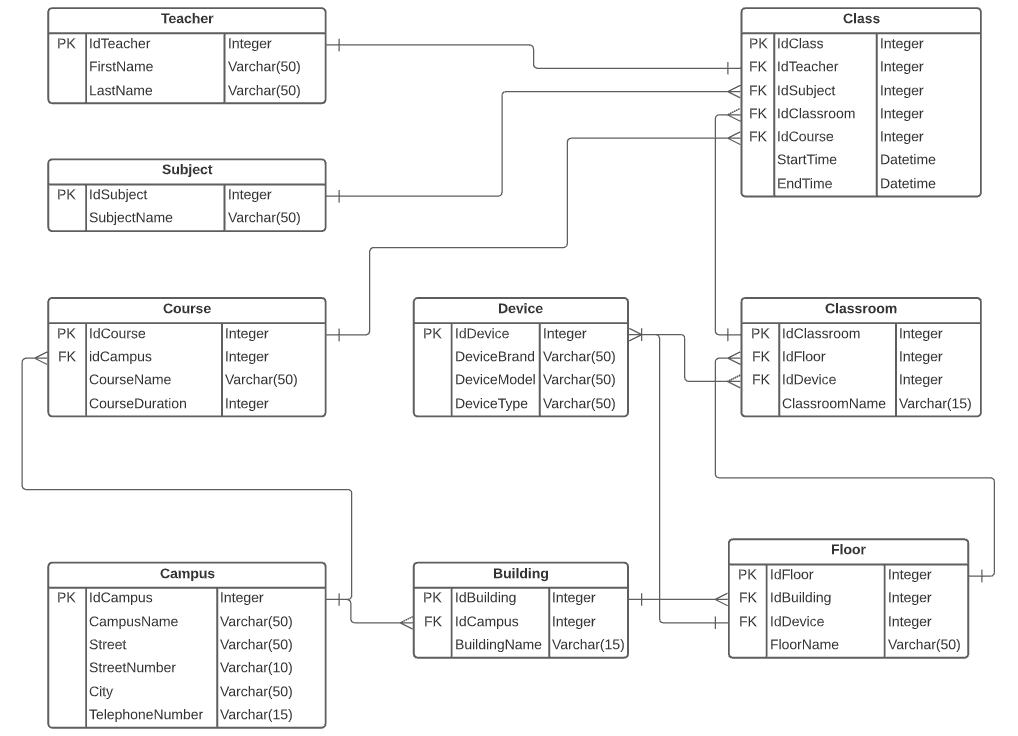 Teacher
PK IdTeacher Integer
FirstName Varchar(50)
LastName Varchar(50)
Class
PK IdClass Integer
FK IdTeacher Integer
FK IdSubject Integer
FK IdClassroom Integer
FK IdCourse Integer
StartTime Datetime
EndTime Datetime
Subject
PK IdSubject Integer
SubjectName Varchar(50)
Course
PK IdCourse Integer
FK idCampus Integer
CourseName Varchar(50)
CourseDuration Integer
Device
PK IdDevice Integer
DeviceBrand Varchar(50)
DeviceModel Varchar(50)
DeviceType Varchar(50)
Classroom
PK IdClassroom Integer
FK IdFloor Integer
FK IdDevice Integer
ClassroomName Varchar(15)
Campus
PK IdCampus Integer
CampusName Varchar(50)
Street Varchar(50)
StreetNumber Varchar(10)
City Varchar(50)
TelephoneNumber Varchar(15)
Building
PK IdBuilding Integer
FK IdCampus Integer
BuildingName Varchar(15)
Floor
PK IdFloor Integer
FK IdBuilding Integer
FK IdDevice Integer
FloorName Varchar(50)